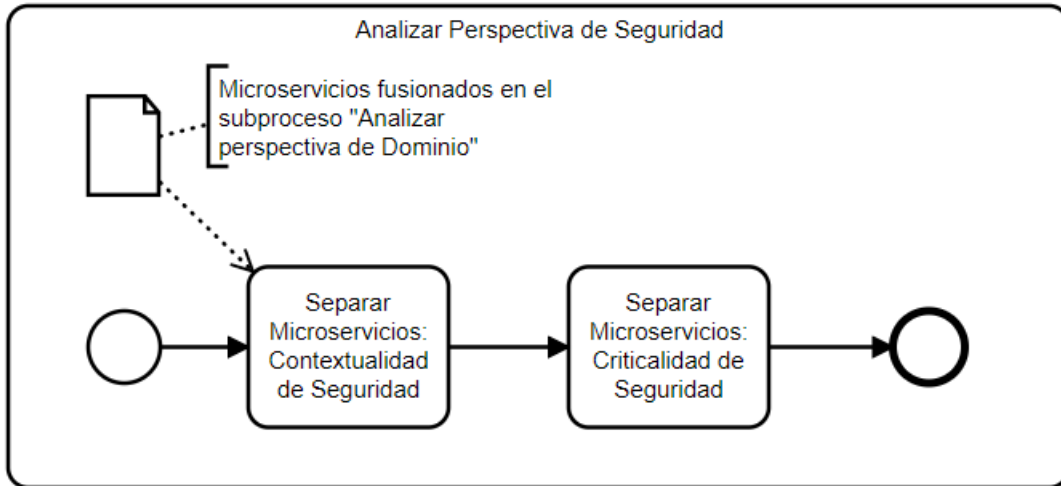 Analizar Perspectiva de Seguridad
Microservicios fusionados en el
subproceso "Analizar
perspectiva de Dominio"
Separar
Microservicios:
Contextualidad
de Seguridad
Separar
Microservicios:
Criticalidad de
Seguridad